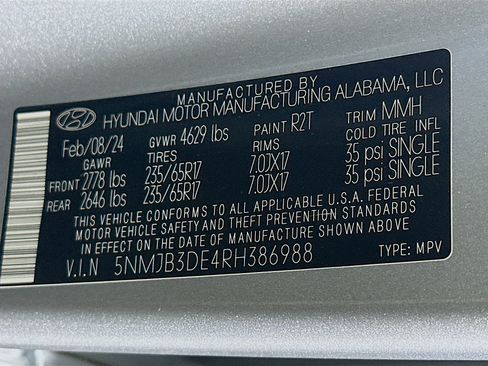 MANUFACTURED BY
HYUNDAI MOTOR MANUFACTURING ALABAMA, LLC
Feb/08/24 GVWR 4629 lbs PAINT R2T TRIM MMH
GAWR TIRES RIMS COLD TIRE INFL
FRONT 2778 lbs 235/65R17 7.0JX17 35 psi SINGLE
REAR 2646 lbs 235/65R17 7.0JX17 35 psi SINGLE
THIS VEHICLE CONFORMS TO ALL APPLICABLE U.S.A. FEDERAL
MOTOR VEHICLE SAFETY AND THEFT PREVENTION STANDARDS
IN EFFECT ON THE DATE OF MANUFACTURE SHOWN ABOVE
V.I.N 5NMJB3DE4RH386988 TYPE: MPV